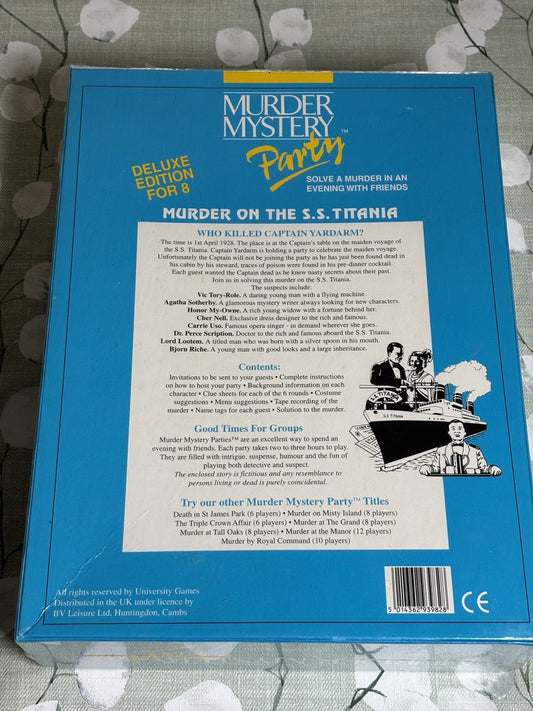 MURDER
MYSTERY
Party™
DELUXE
EDITION
FOR 8
SOLVE A MURDER IN AN
EVENING WITH FRIENDS
MURDER ON THE S.S. TITANIA
WHO KILLED CAPTAIN YARDARM?
The time is 1st April 1928. The place is at the Captain's table on the maiden voyage of
the S.S. Titania. Captain Yardarm is holding a party to celebrate the maiden voyage.
Unfortunately the Captain will not be joining the party as he has just been found dead in
his cabin by his steward, traces of poison were found in his pre-dinner cocktail.
Each guest wanted the Captain dead as he knew nasty secrets about their past.
Join us in solving this murder on the S.S. Titania.
The suspects include:
Vic Tory-Role. A daring young man with a flying machine.
Agatha Sotherby. A glamorous mystery writer always looking for new characters.
Honor My-Owne. A rich young widow with a fortune behind her.
Cher Nell. Exclusive dress designer to the rich and famous.
Carrie Uso. Famous opera singer - in demand wherever she goes.
Dr. Perce Scription. Doctor to the rich and famous aboard the S.S. Titania.
Lord Lootem. A titled man who was born with a silver spoon in his mouth.
Bjorn Riche. A young man with good looks and a large inheritance.
Contents:
Invitations to be sent to your guests • Complete instructions
on how to host your party • Background information on each
character • Clue sheets for each of the 6 rounds • Costume
suggestions • Menu suggestions • Tape recording of the
murder • Name tags for each guest • Solution to the murder.
S.S. TITANIA
S.S TITANIA
Good Times For Groups
Murder Mystery Parties™ are an excellent way to spend an
evening with friends. Each party takes two to three hours to play.
They are filled with intrigue, suspense, humour and the fun of
playing both detective and suspect.
The enclosed story is fictitious and any resemblance to
persons living or dead is purely coincidental.
Try our other Murder Mystery Party™ Titles
Death in St James Park (6 players) • Murder on Misty Island (8 players)
The Triple Crown Affair (6 players) • Murder at The Grand (8 players)
Murder at Tall Oaks (8 players) • Murder at the Manor (12 players)
Murder by Royal Command (10 players)
All rights reserved by University Games
Distributed in the UK under licence by
BV Leisure Ltd, Huntingdon, Cambs
5 014362 939828
CE